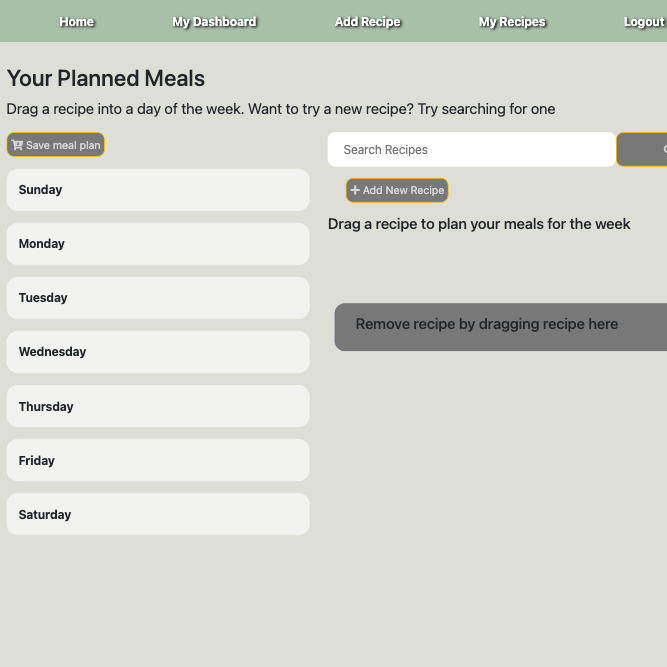 Home My Dashboard Add Recipe My Recipes Logout
Your Planned Meals
Drag a recipe into a day of the week. Want to try a new recipe? Try searching for one
Save meal plan
Sunday
Monday
Tuesday
Wednesday
Thursday
Friday
Saturday
Search Recipes
Add New Recipe
Drag a recipe to plan your meals for the week
Remove recipe by dragging recipe here